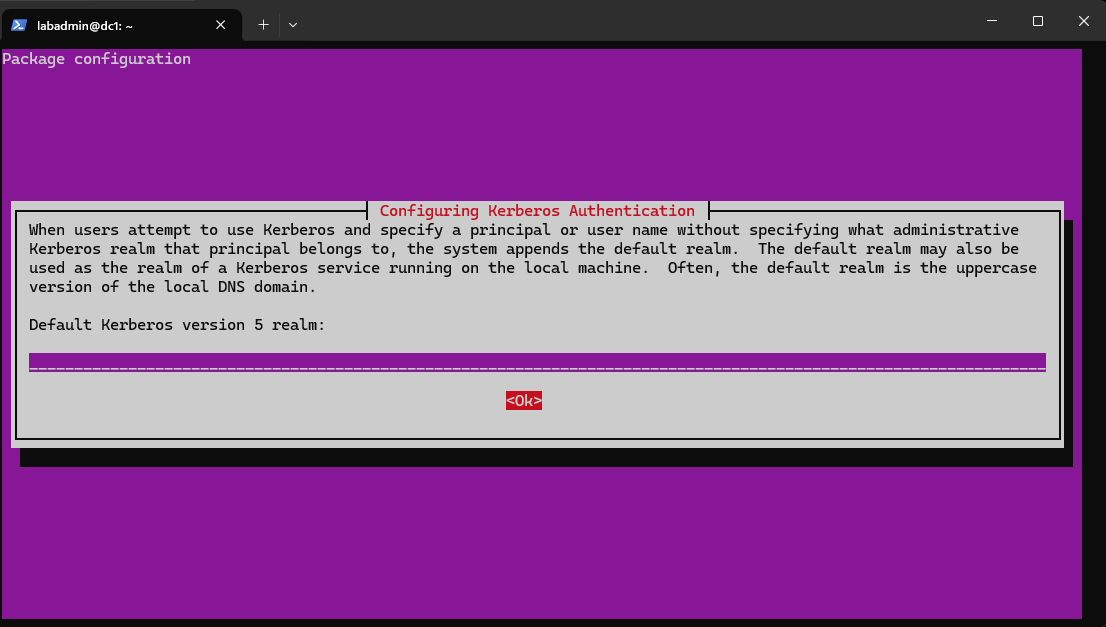 labadmin@dc1: ~
Package configuration
Configuring Kerberos Authentication
When users attempt to use Kerberos and specify a principal or user name without specifying what administrative
Kerberos realm that principal belongs to, the system appends the default realm.  The default realm may also be
used as the realm of a Kerberos service running on the local machine.  Often, the default realm is the uppercase
version of the local DNS domain.
Default Kerberos version 5 realm:
<Ok>